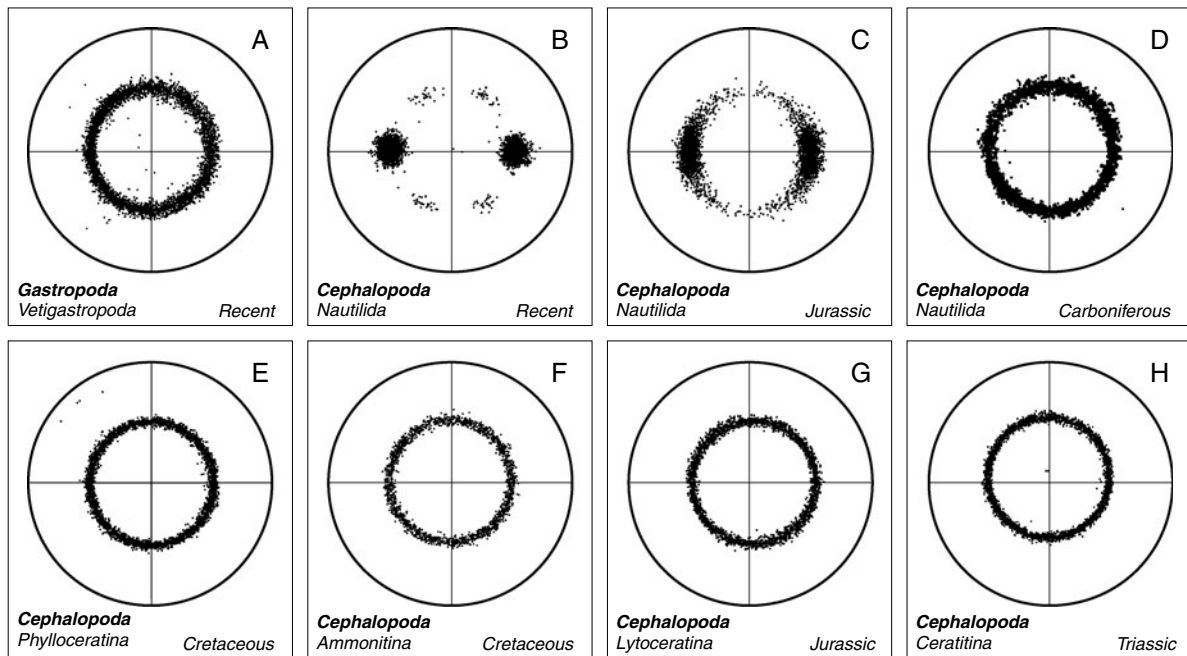 A
Gastropoda
Vetigastropoda Recent
B
Cephalopoda
Nautilida Recent
C
Cephalopoda
Nautilida Jurassic
D
Cephalopoda
Nautilida Carboniferous
E
Cephalopoda
Phylloceratina Cretaceous
F
Cephalopoda
Ammonitina Cretaceous
G
Cephalopoda
Lytoceratina Jurassic
H
Cephalopoda
Ceratitina Triassic